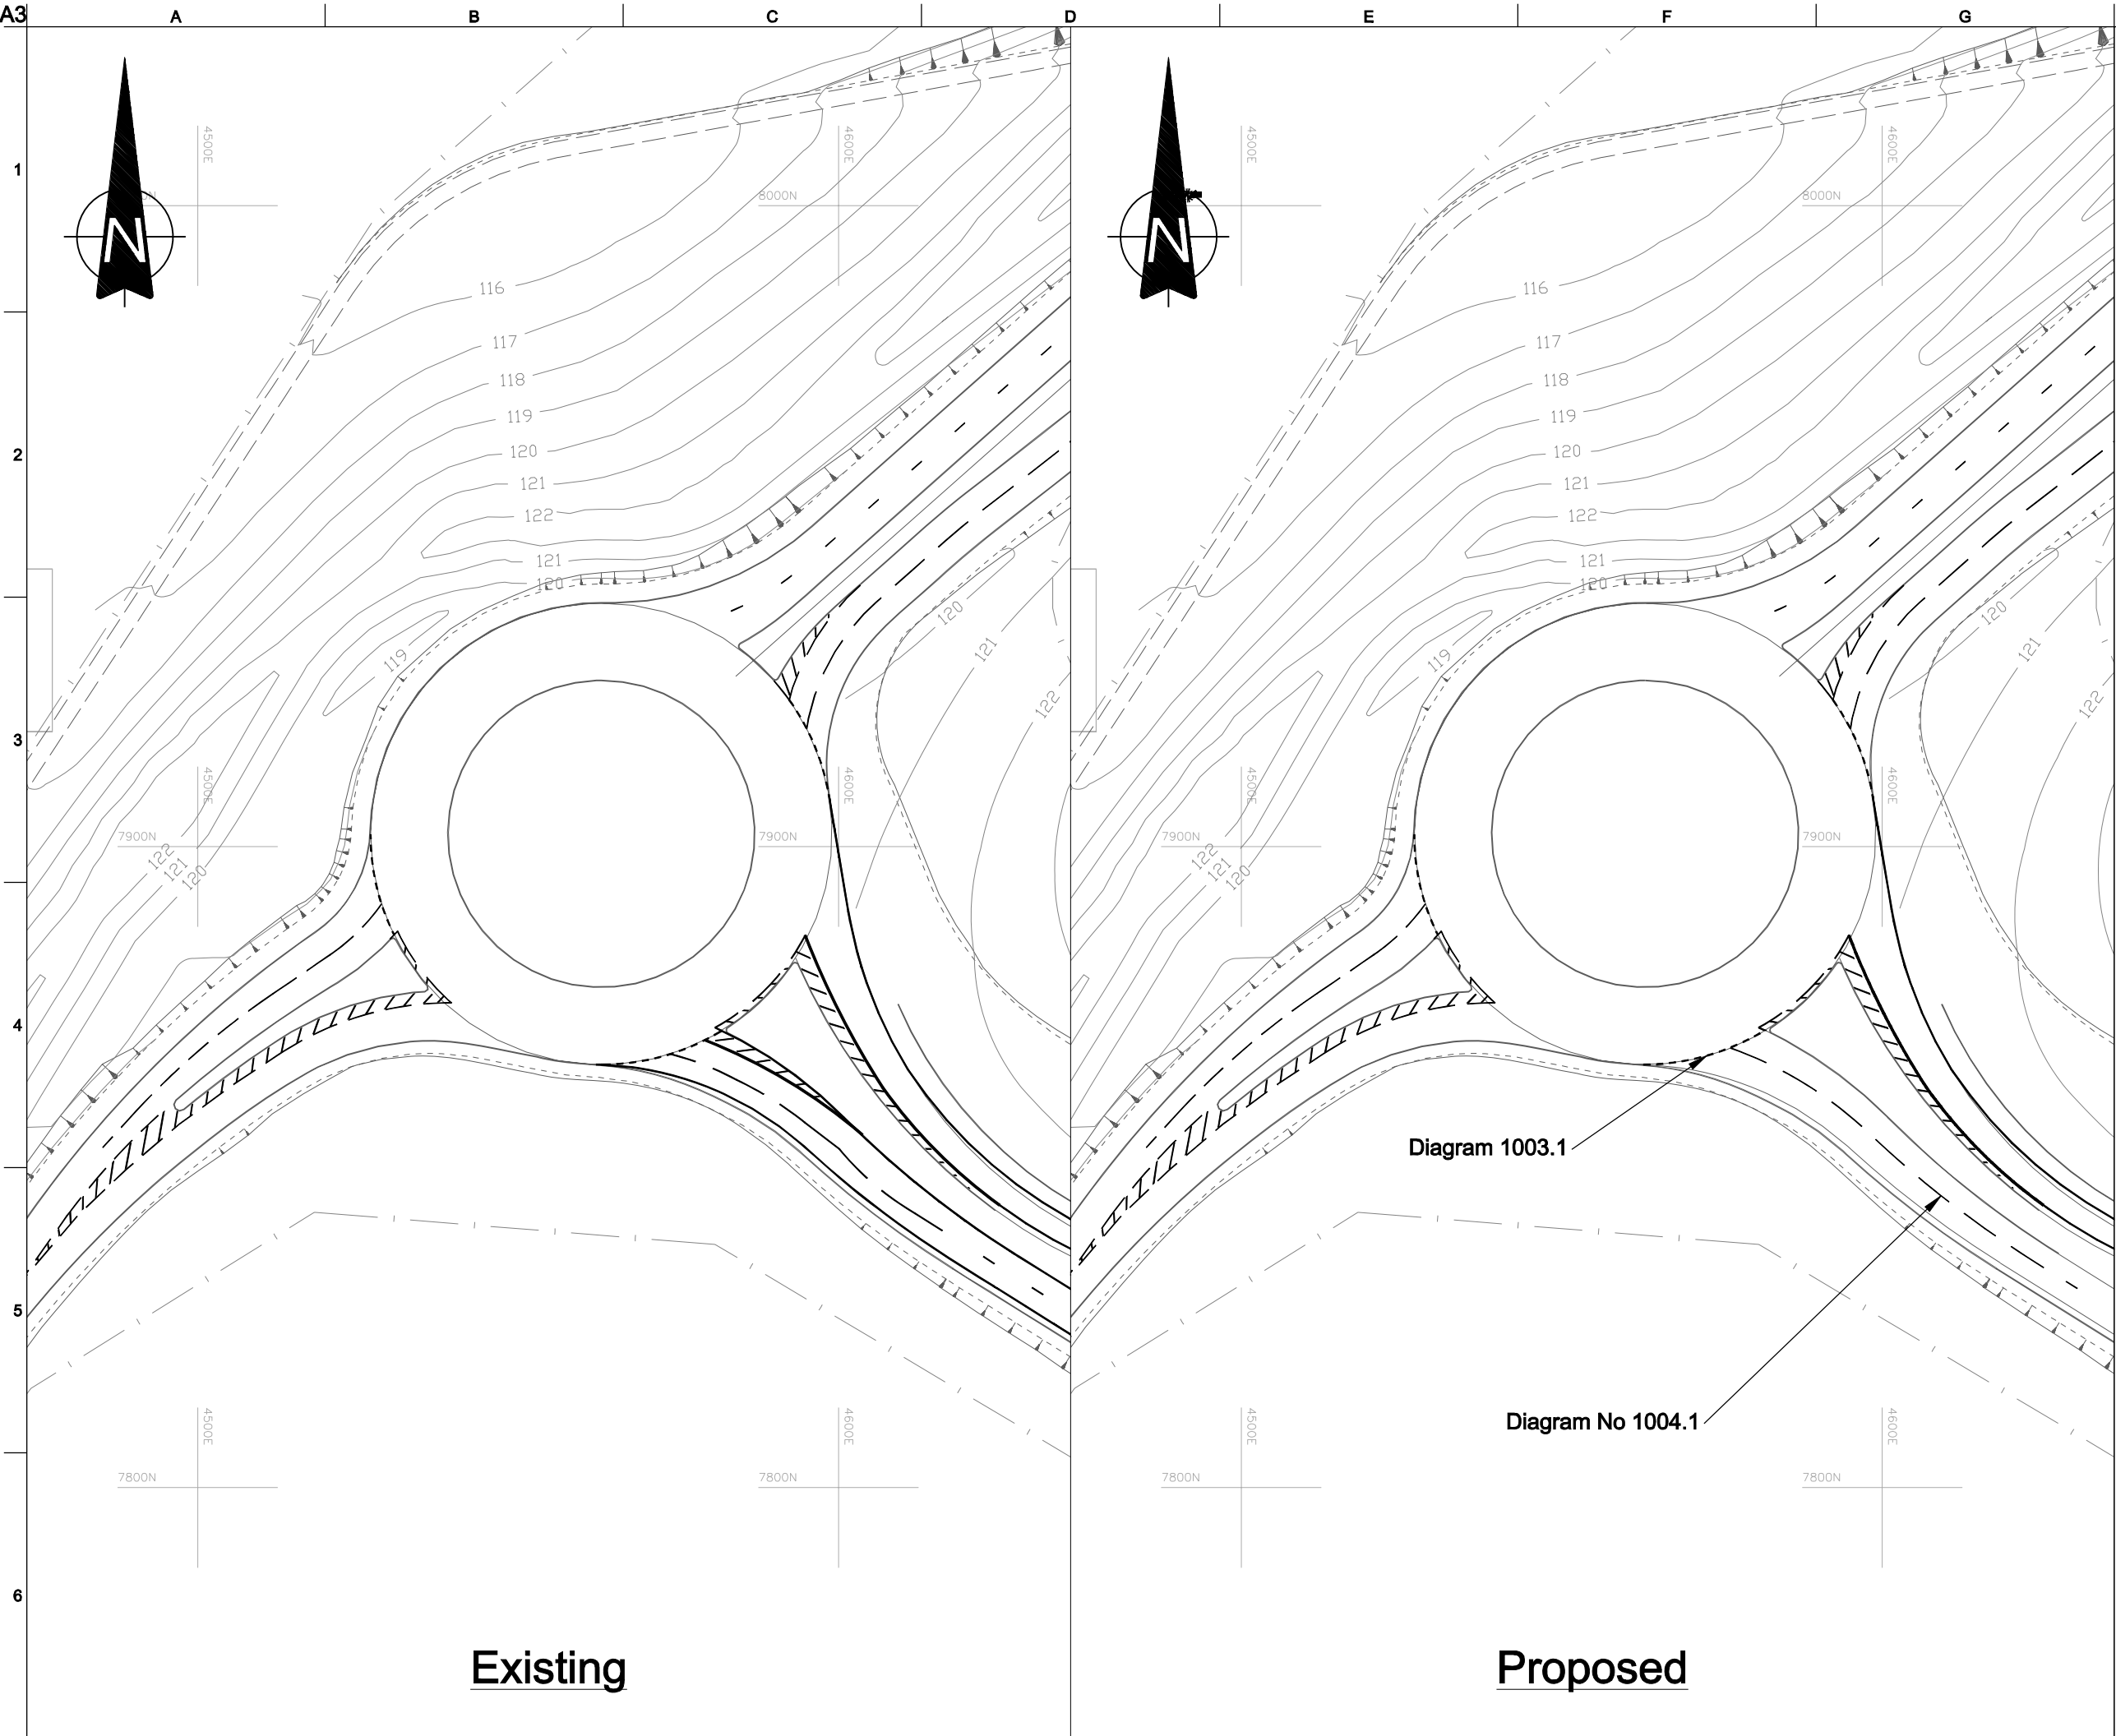 A3
A B C D E F G
1
2
3
4
5
6
N
4500E
4600E
8000N
116
117
118
119
120
121
122
121
120
119
120
121
122
4500E
4600E
7900N
7900N
122
121
120
4500E
4600E
7800N
7800N
Existing
N
4500E
4600E
8000N
116
117
118
119
120
121
122
121
120
119
120
121
122
4500E
4600E
7900N
7900N
122
121
120
Diagram 1003.1
Diagram No 1004.1
4500E
4600E
7800N
7800N
Proposed